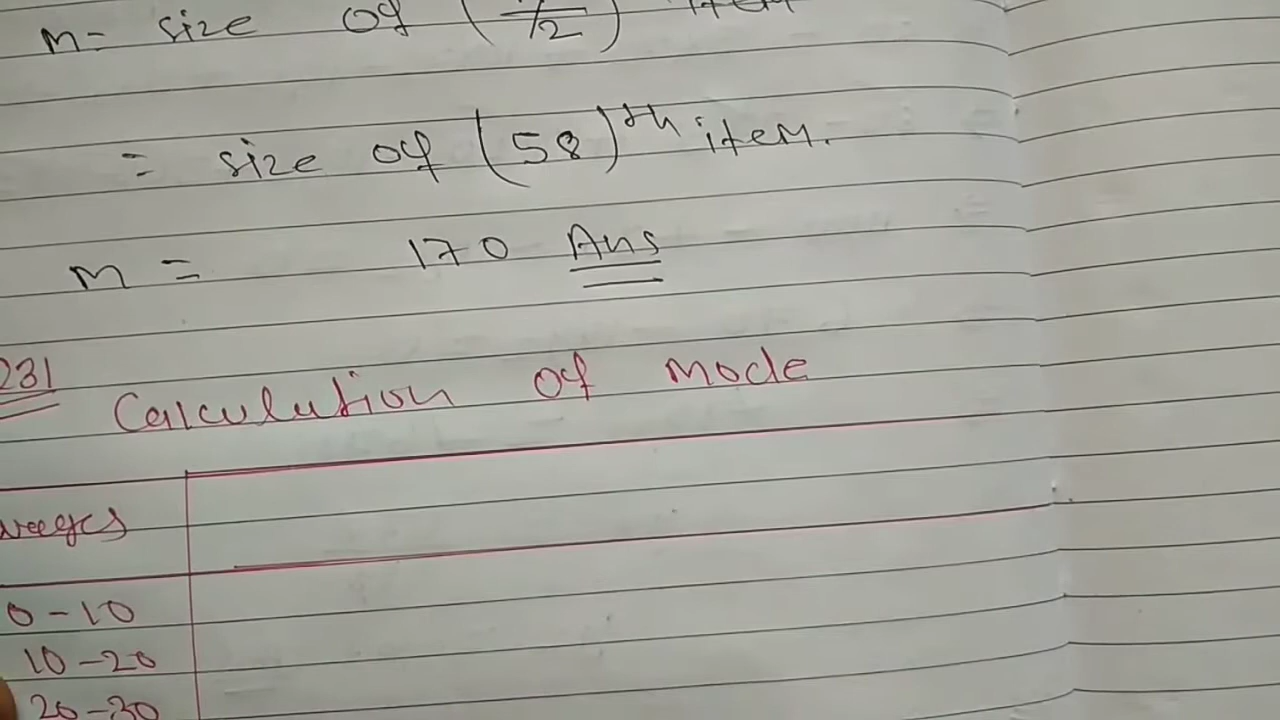 m = size of ( /2)
= size of (58)th item.
m = 170 Ans
231
Calculation of mode
0-10
10-20
20-30